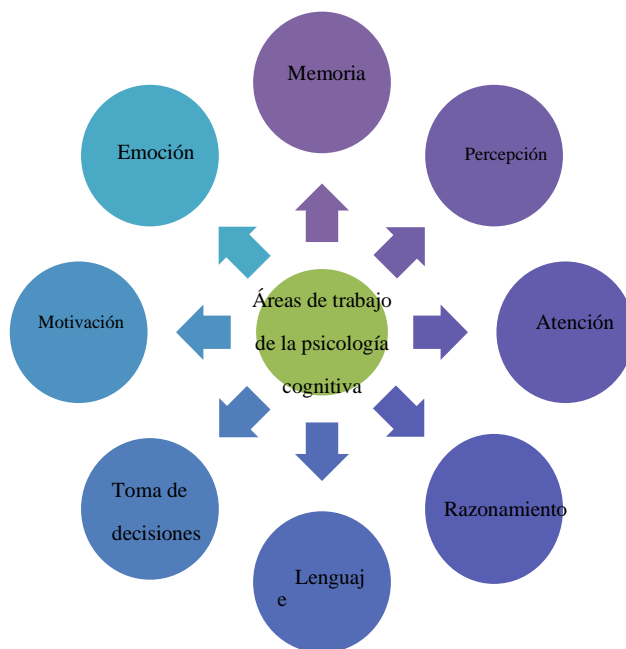 Memoria
Percepción
Atención
Razonamiento
Lenguaj
e
Toma de
decisiones
Motivación
Emoción
Áreas de trabajo
de la psicología
cognitiva